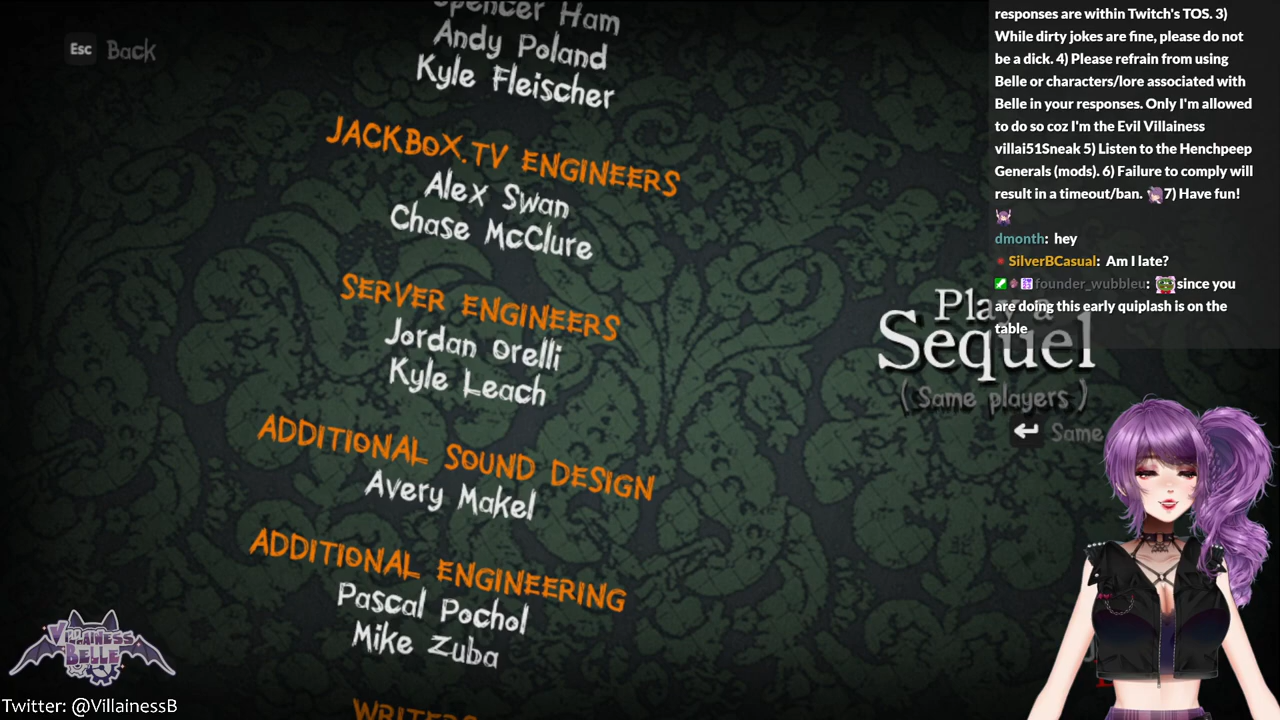 Spencer Ham
Andy Poland
Kyle Fleischer
JACKBOX.TV ENGINEERS
Alex Swan
Chase McClure
SERVER ENGINEERS
Jordan Orelli
Kyle Leach
ADDITIONAL SOUND DESIGN
Avery Makel
ADDITIONAL ENGINEERING
Pascal Pochol
Mike Zuba
WRITERS
Esc Back
Play a
Sequel
(Same players)
Same
responses are within Twitch's TOS. 3)
While dirty jokes are fine, please do not
be a dick. 4) Please refrain from using
Belle or characters/lore associated with
Belle in your responses. Only I'm allowed
to do so coz I'm the Evil Villainess
villai51Sneak 5) Listen to the Henchpeep
Generals (mods). 6) Failure to comply will
result in a timeout/ban. 7) Have fun!
dmonth: hey
SilverBCasual: Am I late?
founder_wubbleu: since you
are doing this early quiplash is on the
table
VILLAINESS
BELLE
Twitter: @VillainessB